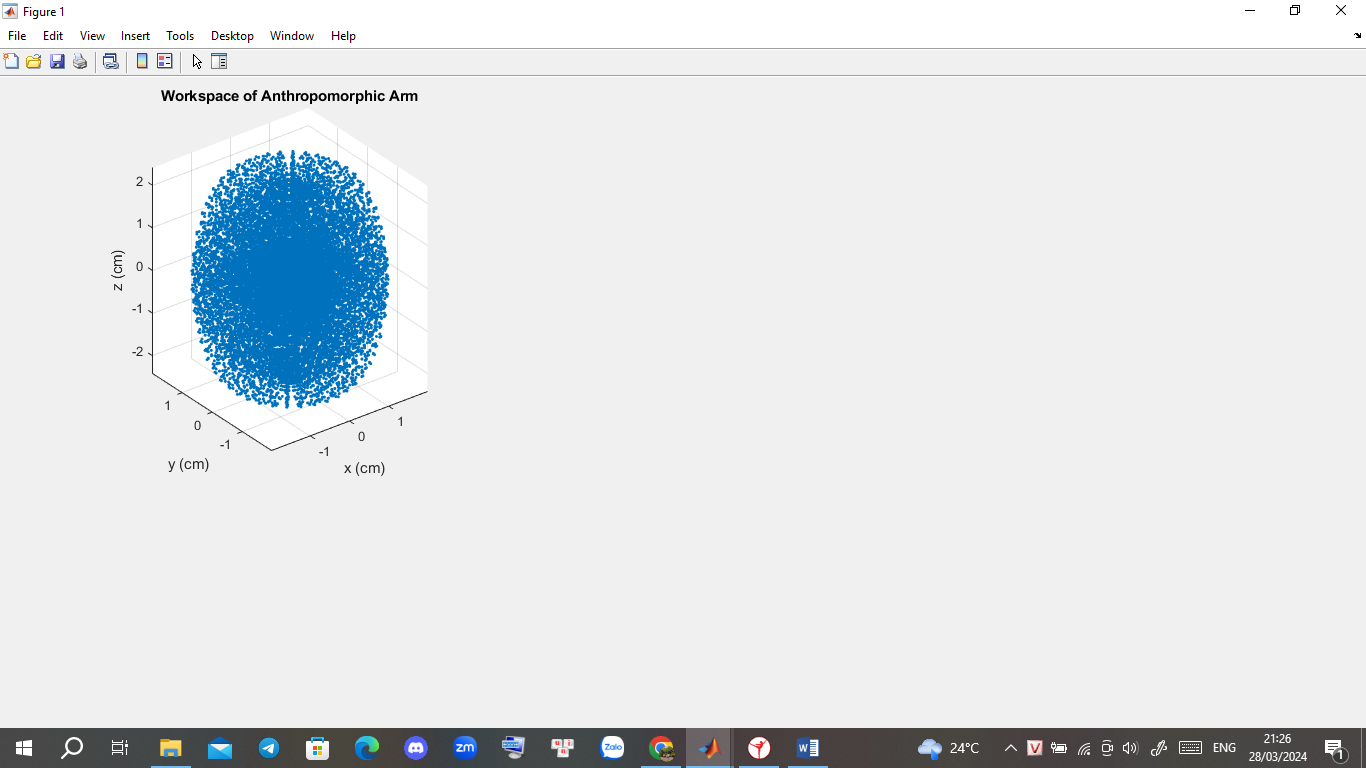 Figure 1
File Edit View Insert Tools Desktop Window Help
Workspace of Anthropomorphic Arm
2
1
0
-1
-2
z (cm)
1
0
-1
y (cm)
-1
0
1
x (cm)
zm
Zalo
W
24°C
V
ENG
21:26
28/03/2024
1